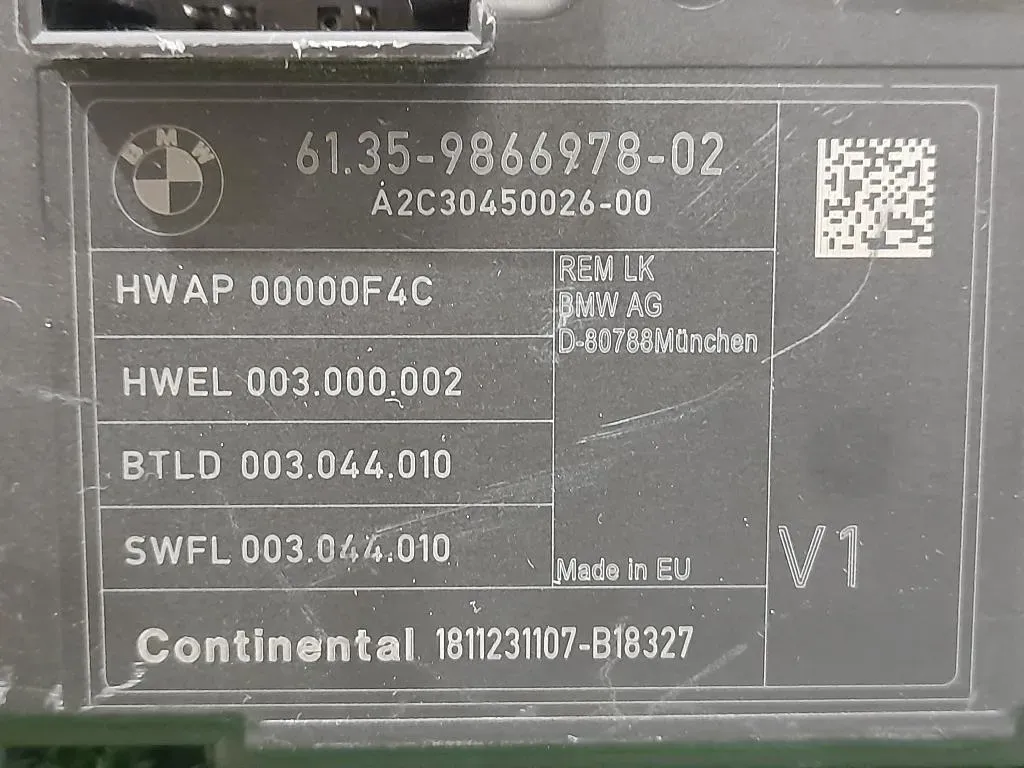 BMW
61.35-9866978-02
A2C30450026-00
HWAP 00000F4C
HWEL 003.000.002
BTLD 003.044.010
SWFL 003.044.010
REM LK
BMW AG
D-80788München
Made in EU
V1
Continental 1811231107-B18327